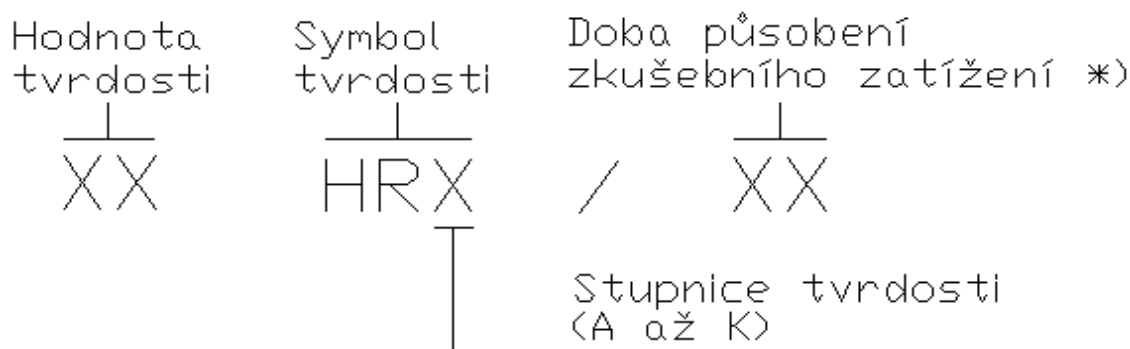 Hodnota
tvrdosti
Symbol
tvrdosti
Doba působení
zkušebního zatížení *)
XX HRX / XX
Stupnice tvrdosti
(A až K)